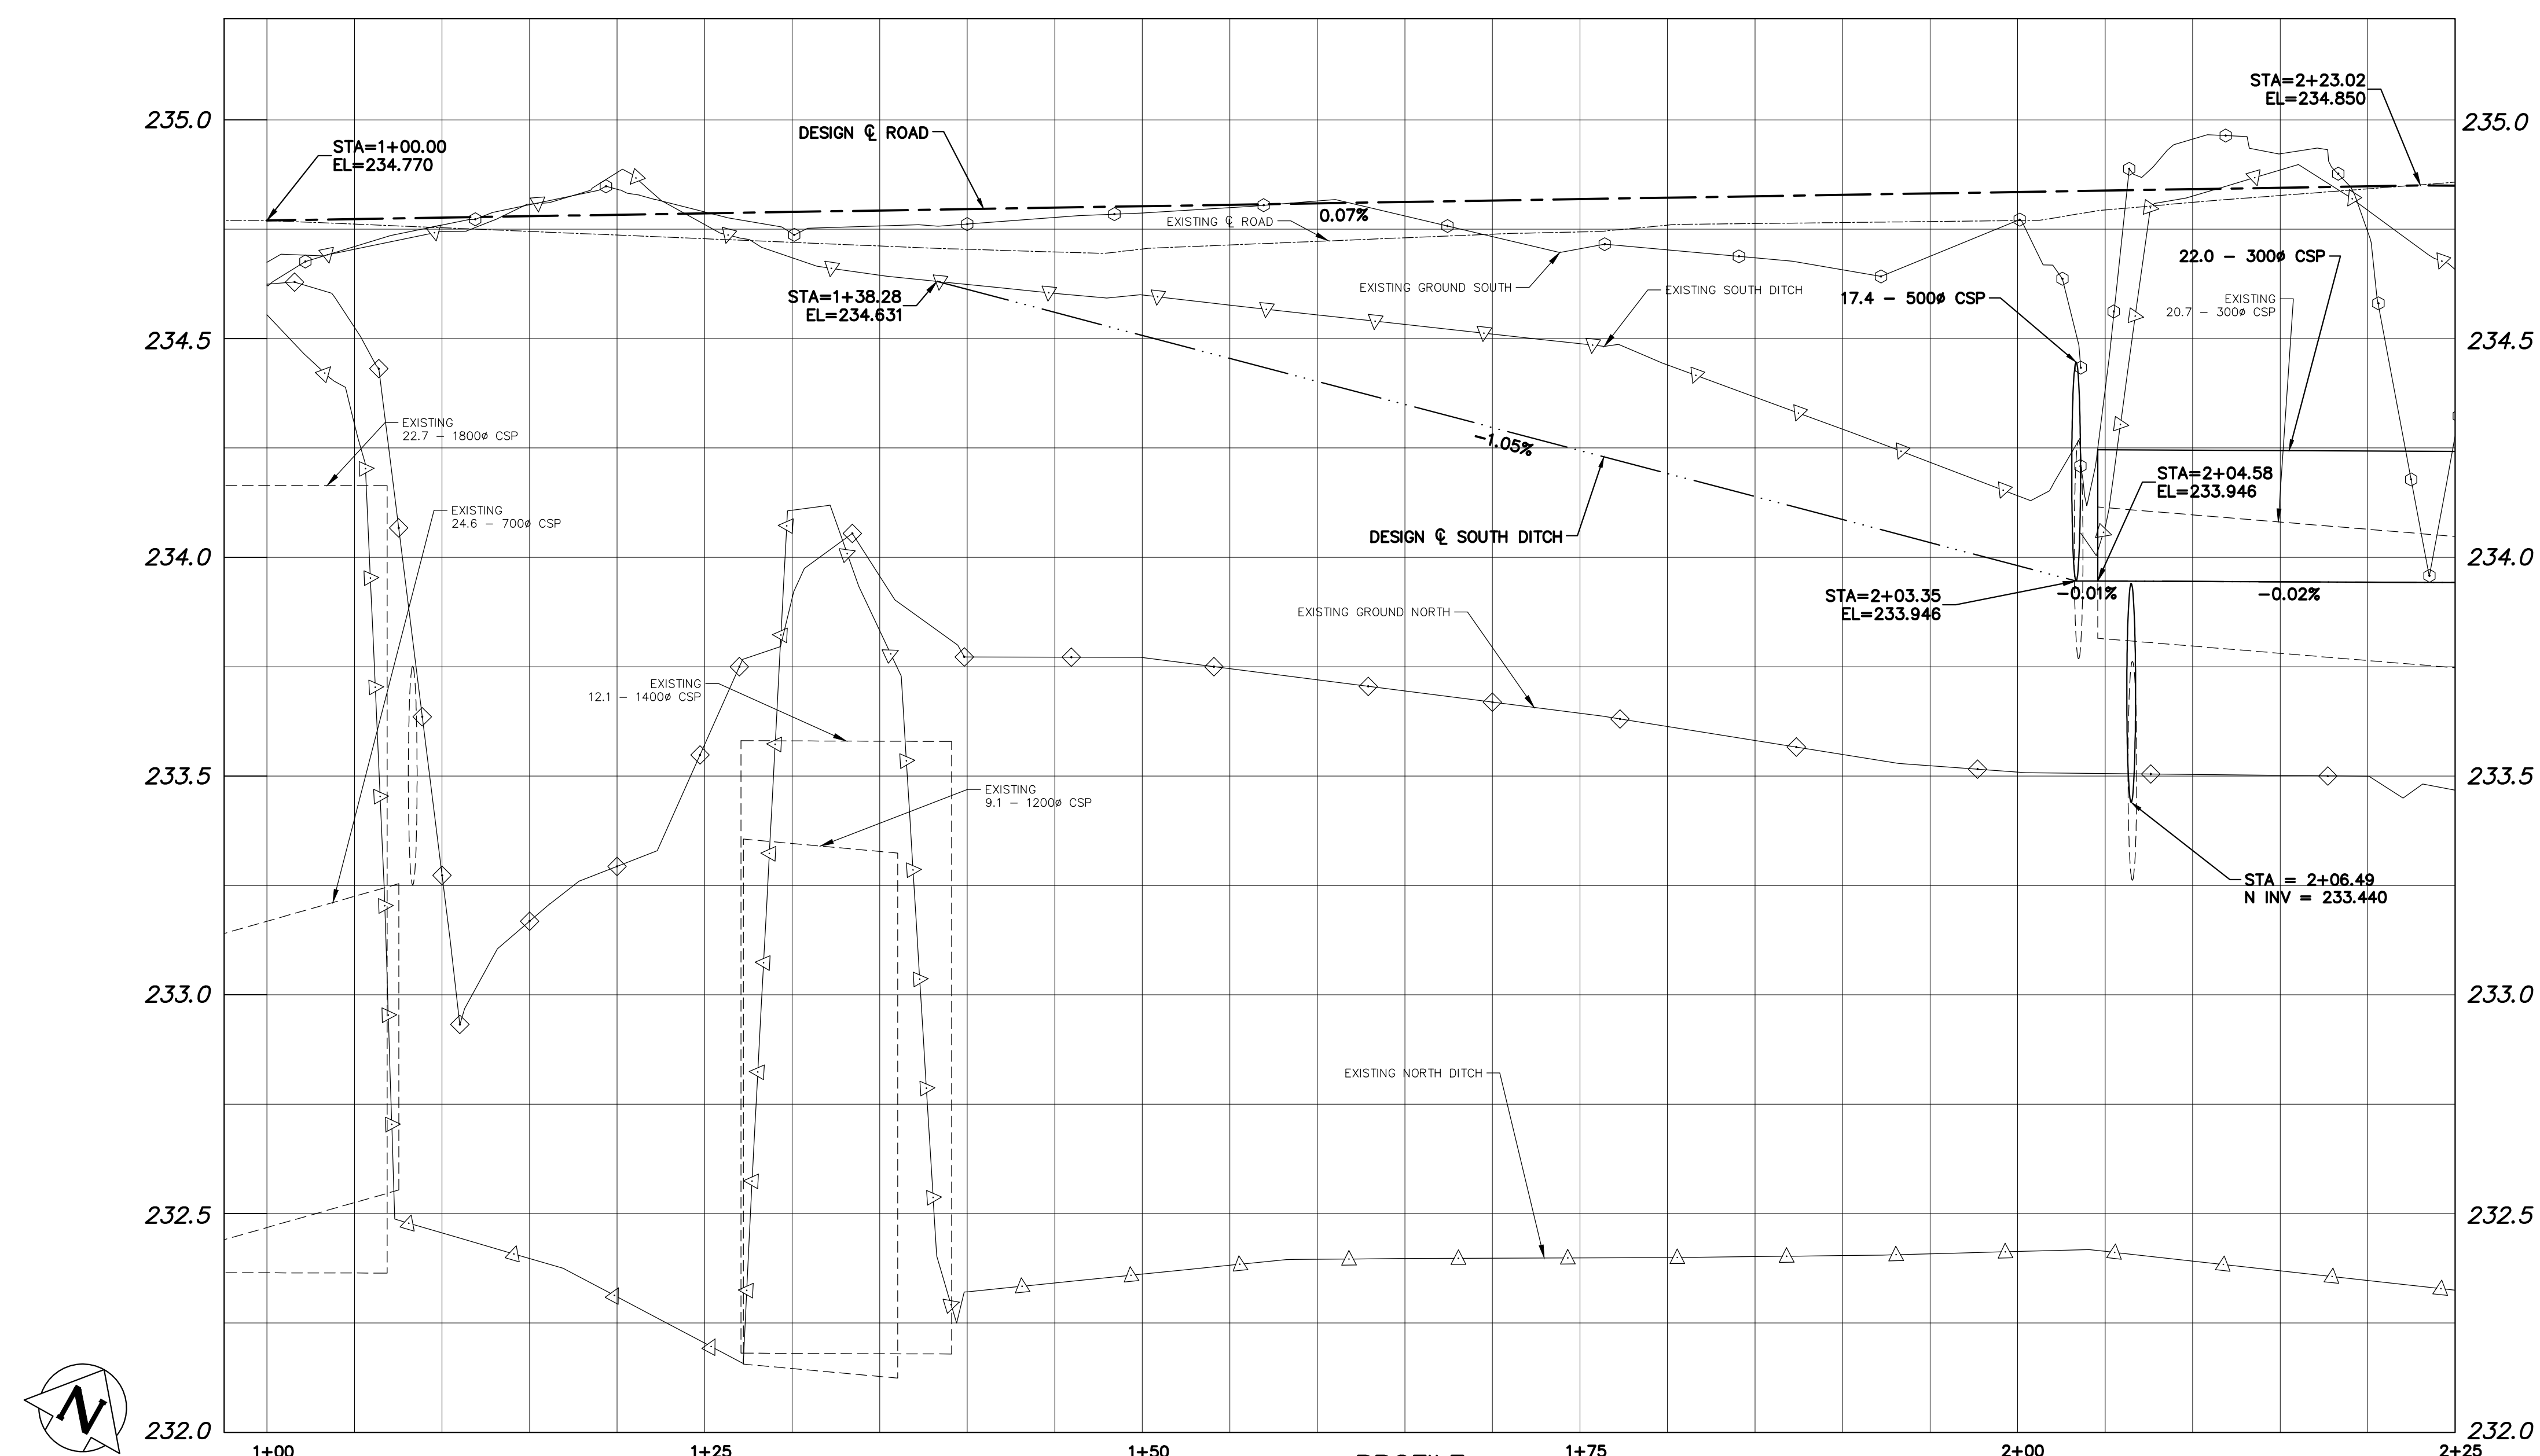 STA=2+23.02
EL=234.850
235.0
235.0
DESIGN ℄ ROAD
STA=1+00.00
EL=234.770
0.07%
EXISTING ℄ ROAD
22.0 - 300ø CSP
EXISTING GROUND SOUTH
EXISTING SOUTH DITCH
17.4 - 500ø CSP
EXISTING
20.7 - 300ø CSP
STA=1+38.28
EL=234.631
234.5
234.5
EXISTING
22.7 - 1800ø CSP
-1.05%
STA=2+04.58
EL=233.946
EXISTING
24.6 - 700ø CSP
DESIGN ℄ SOUTH DITCH
234.0
234.0
STA=2+03.35
EL=233.946
-0.01%
-0.02%
EXISTING GROUND NORTH
EXISTING
12.1 - 1400ø CSP
233.5
233.5
EXISTING
9.1 - 1200ø CSP
STA = 2+06.49
N INV = 233.440
233.0
233.0
EXISTING NORTH DITCH
232.5
232.5
N
232.0
232.0
1+00
1+25
1+50
PROFILE
1+75
2+00
2+25